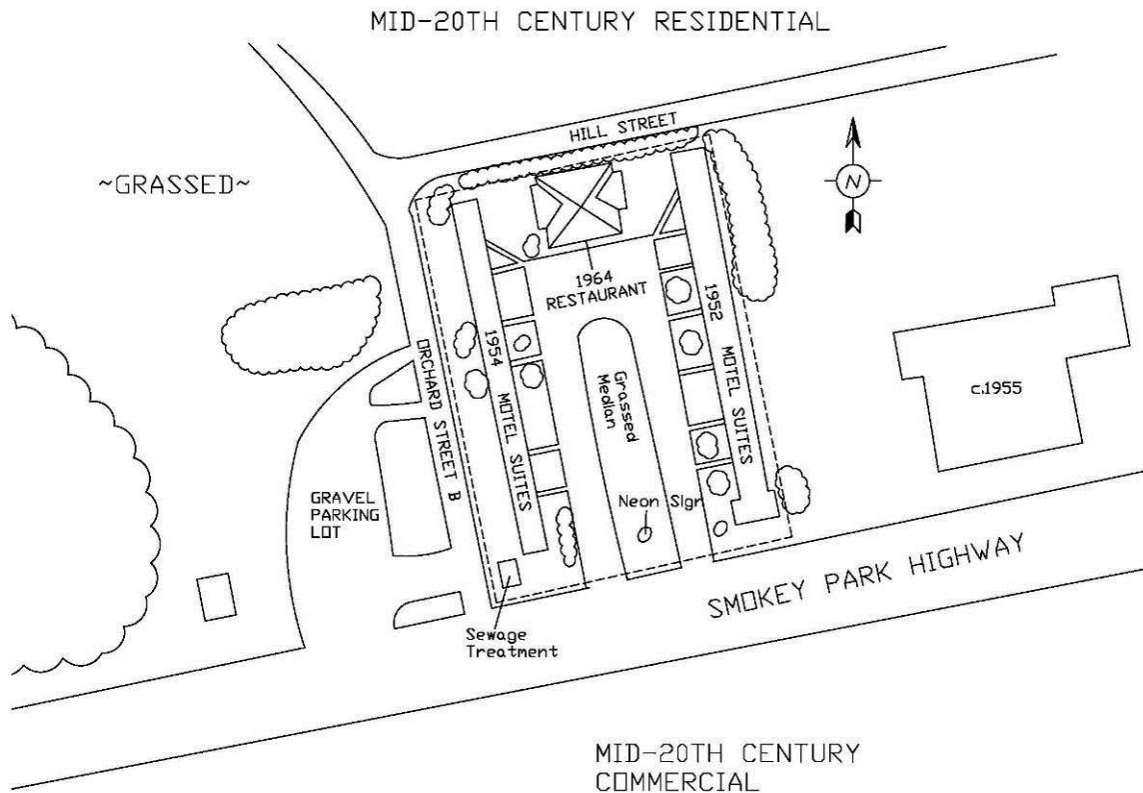 MID-20TH CENTURY RESIDENTIAL
HILL STREET
~GRASSED~
N
1964
RESTAURANT
1952 MOTEL SUITES
1954 MOTEL SUITES
ORCHARD STREET B
Grassed
Median
c.1955
GRAVEL
PARKING
LOT
Neon Sign
SMOKEY PARK HIGHWAY
Sewage
Treatment
MID-20TH CENTURY
COMMERCIAL